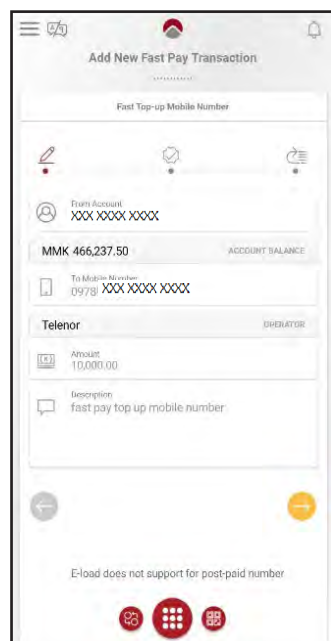 Add New Fast Pay Transaction
Fast Top-up Mobile Number
From Account
XXX XXXX XXXX
MMK 466,237.50 ACCOUNT BALANCE
To Mobile Number
0978 XXX XXXX XXXX
Telenor OPERATOR
Amount
10,000.00
Description
fast pay top up mobile number
E-load does not support for post-paid number